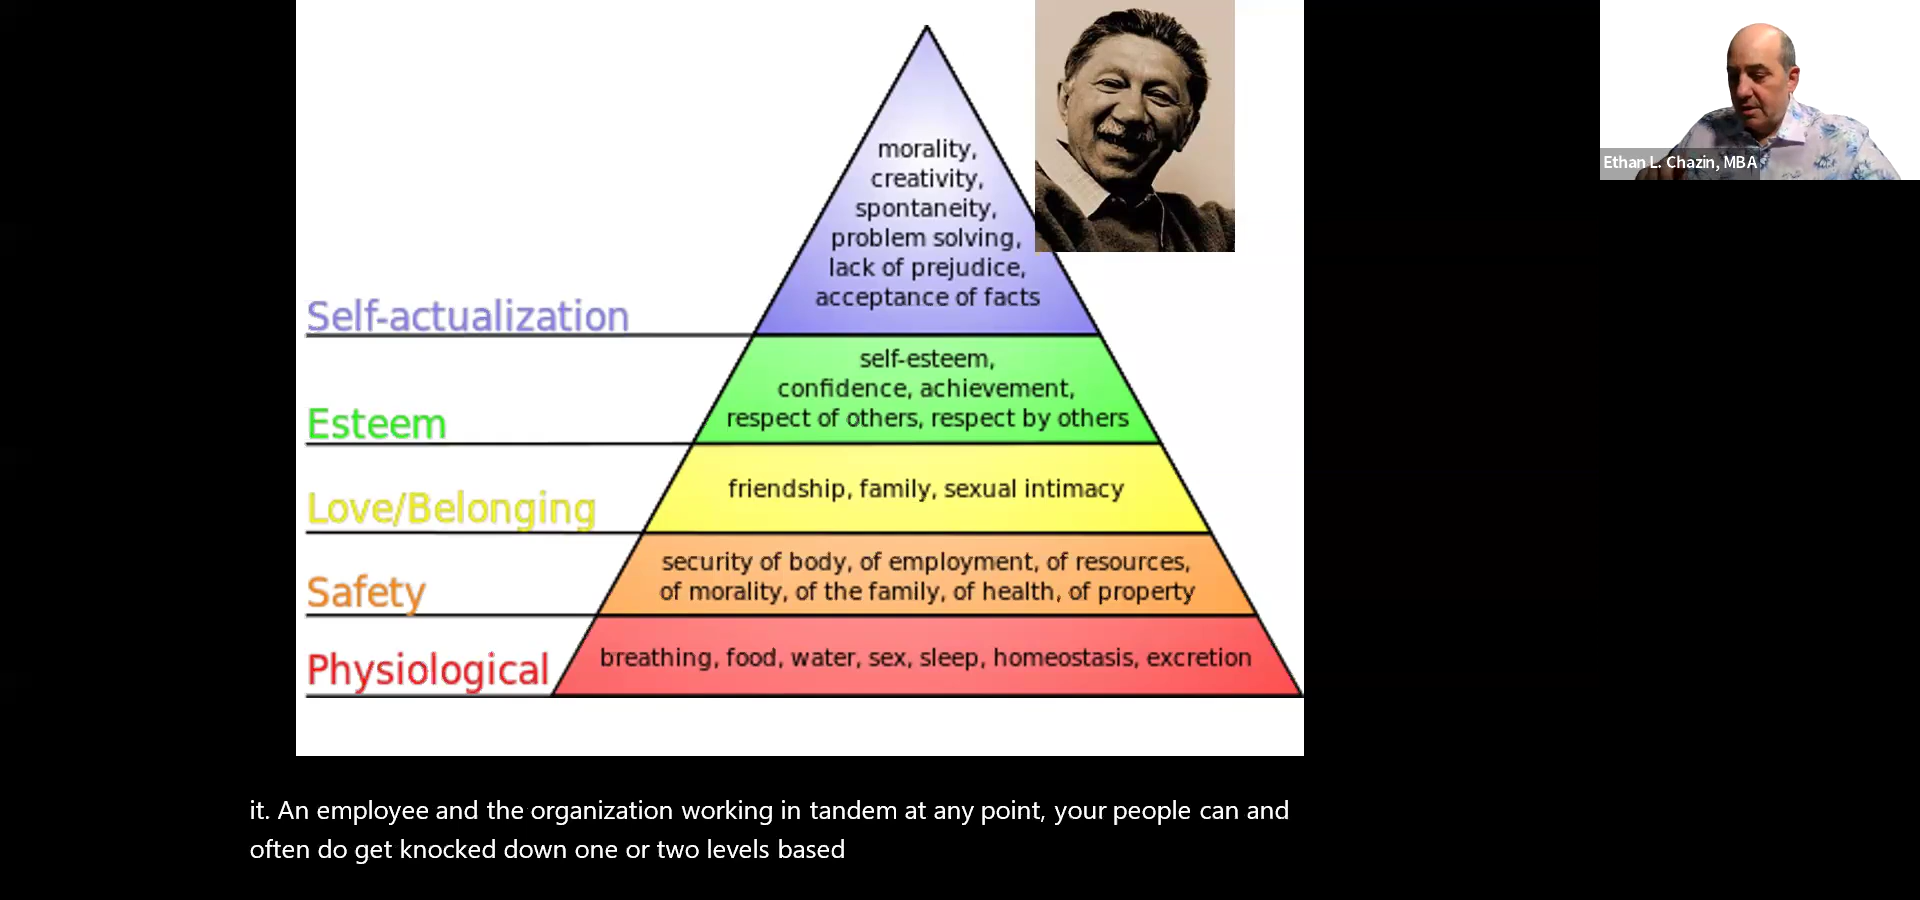 morality,
creativity,
spontaneity,
problem solving,
lack of prejudice,
acceptance of facts
Self-actualization
self-esteem,
confidence, achievement,
respect of others, respect by others
Esteem
friendship, family, sexual intimacy
Love/Belonging
security of body, of employment, of resources,
of morality, of the family, of health, of property
Safety
breathing, food, water, sex, sleep, homeostasis, excretion
Physiological
Ethan L. Chazin, MBA
it. An employee and the organization working in tandem at any point, your people can and
often do get knocked down one or two levels based